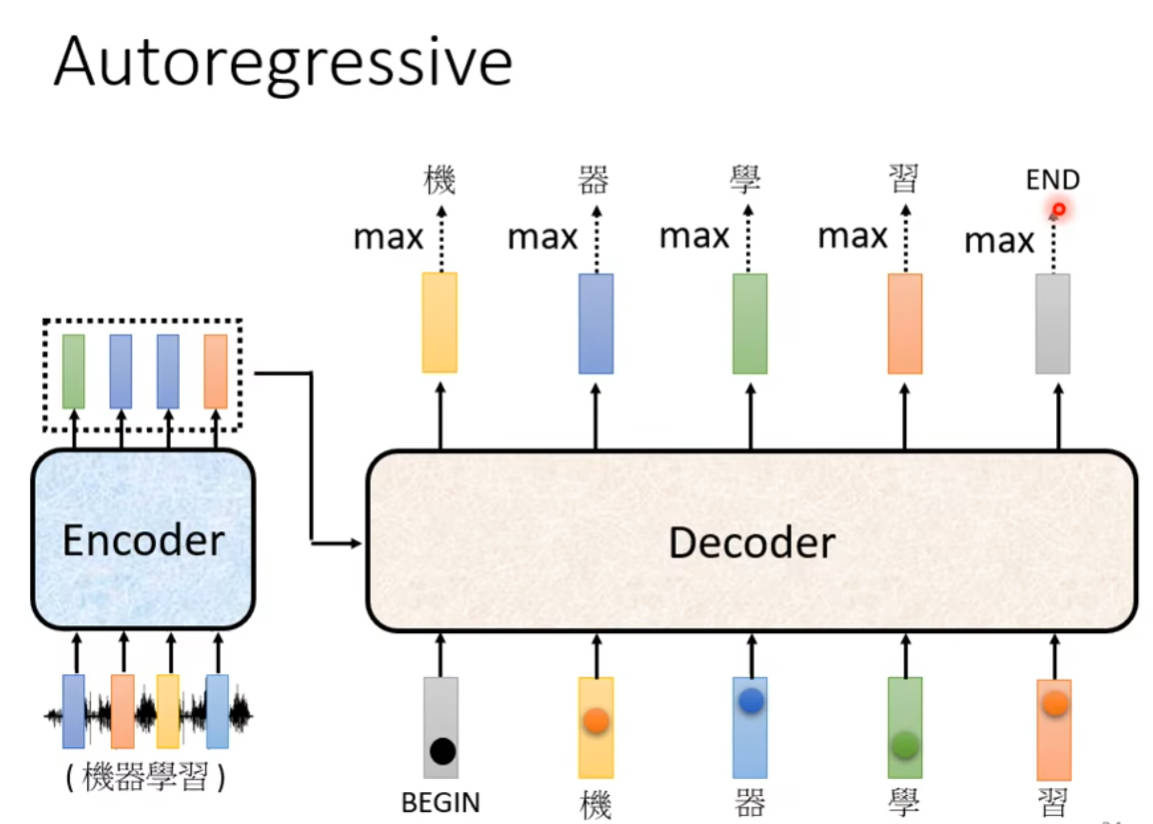 Autoregressive
機 器 學 習 END
max max max max max
Encoder
Decoder
(機器學習)
BEGIN 機 器 學 習